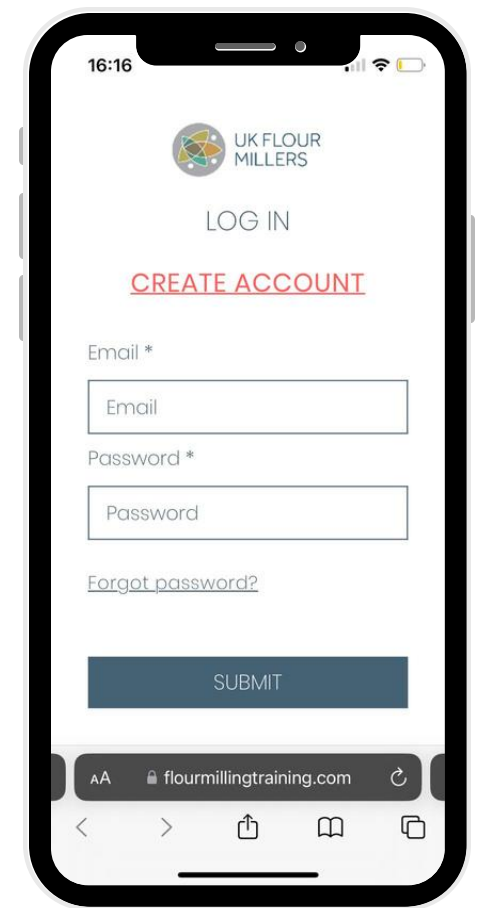 16:16
UK FLOUR
MILLERS
LOG IN
CREATE ACCOUNT
Email *
Email
Password *
Password
Forgot password?
SUBMIT
AA flourmillingtraining.com